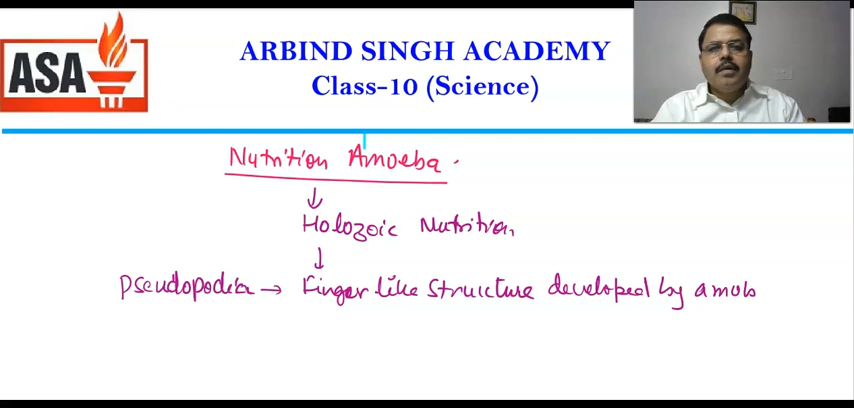 ASA
ARBIND SINGH ACADEMY
Class-10 (Science)
Nutrition Amoeba.
Holozoic Nutrition
Pseudopodia → Finger like Structure developed by amob